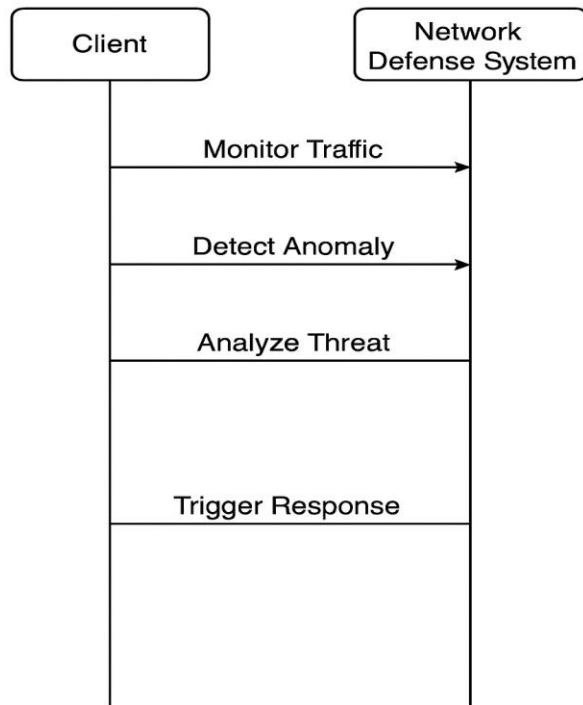 Client
Network
Defense System
Monitor Traffic
Detect Anomaly
Analyze Threat
Trigger Response